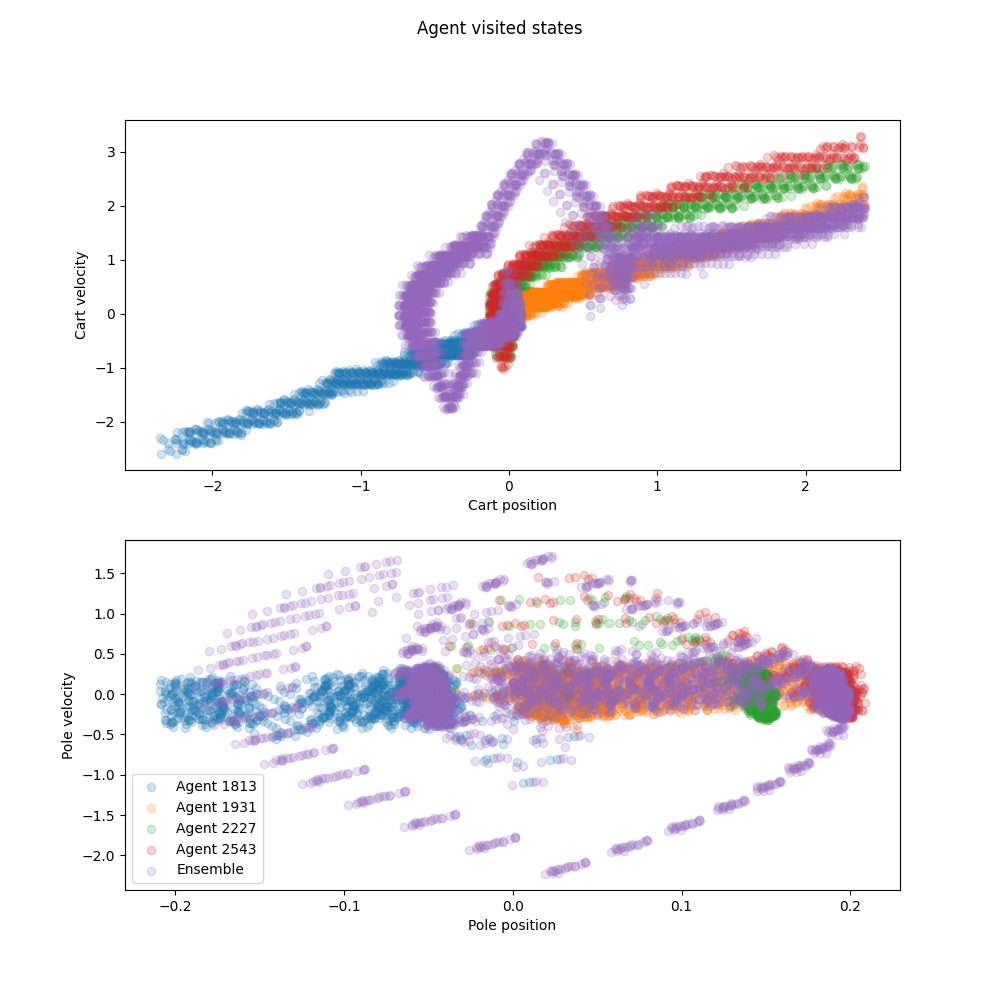 Agent visited states
3
2
1
0
−1
−2
Cart velocity
−2
−1
0
1
2
Cart position
1.5
1.0
0.5
0.0
−0.5
−1.0
−1.5
−2.0
Pole velocity
Agent 1813
Agent 1931
Agent 2227
Agent 2543
Ensemble
−0.2
−0.1
0.0
0.1
0.2
Pole position